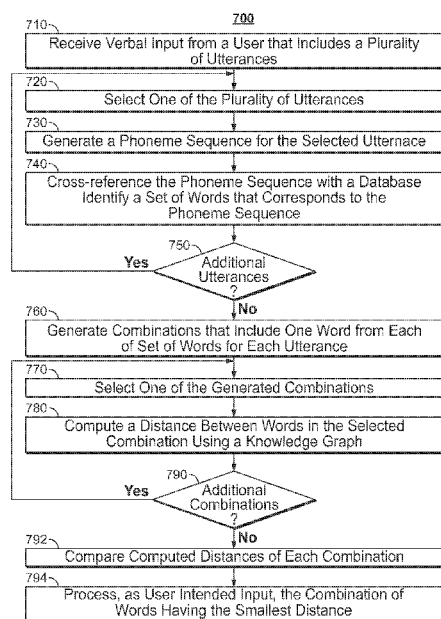 700
710
Receive Verbal Input from a User that Includes a Plurality
of Utterances
720
Select One of the Plurality of Utterances
730
Generate a Phoneme Sequence for the Selected Utternace
740
Cross-reference the Phoneme Sequence with a Database
Identify a Set of Words that Corresponds to the
Phoneme Sequence
750
Yes
Additional
Utterances
?
No
760
Generate Combinations that Include One Word from Each
of Set of Words for Each Utterance
770
Select One of the Generated Combinations
780
Compute a Distance Between Words in the Selected
Combination Using a Knowledge Graph
790
Yes
Additional
Combinations
?
No
792
Compare Computed Distances of Each Combination
794
Process, as User Intended Input, the Combination of
Words Having the Smallest Distance